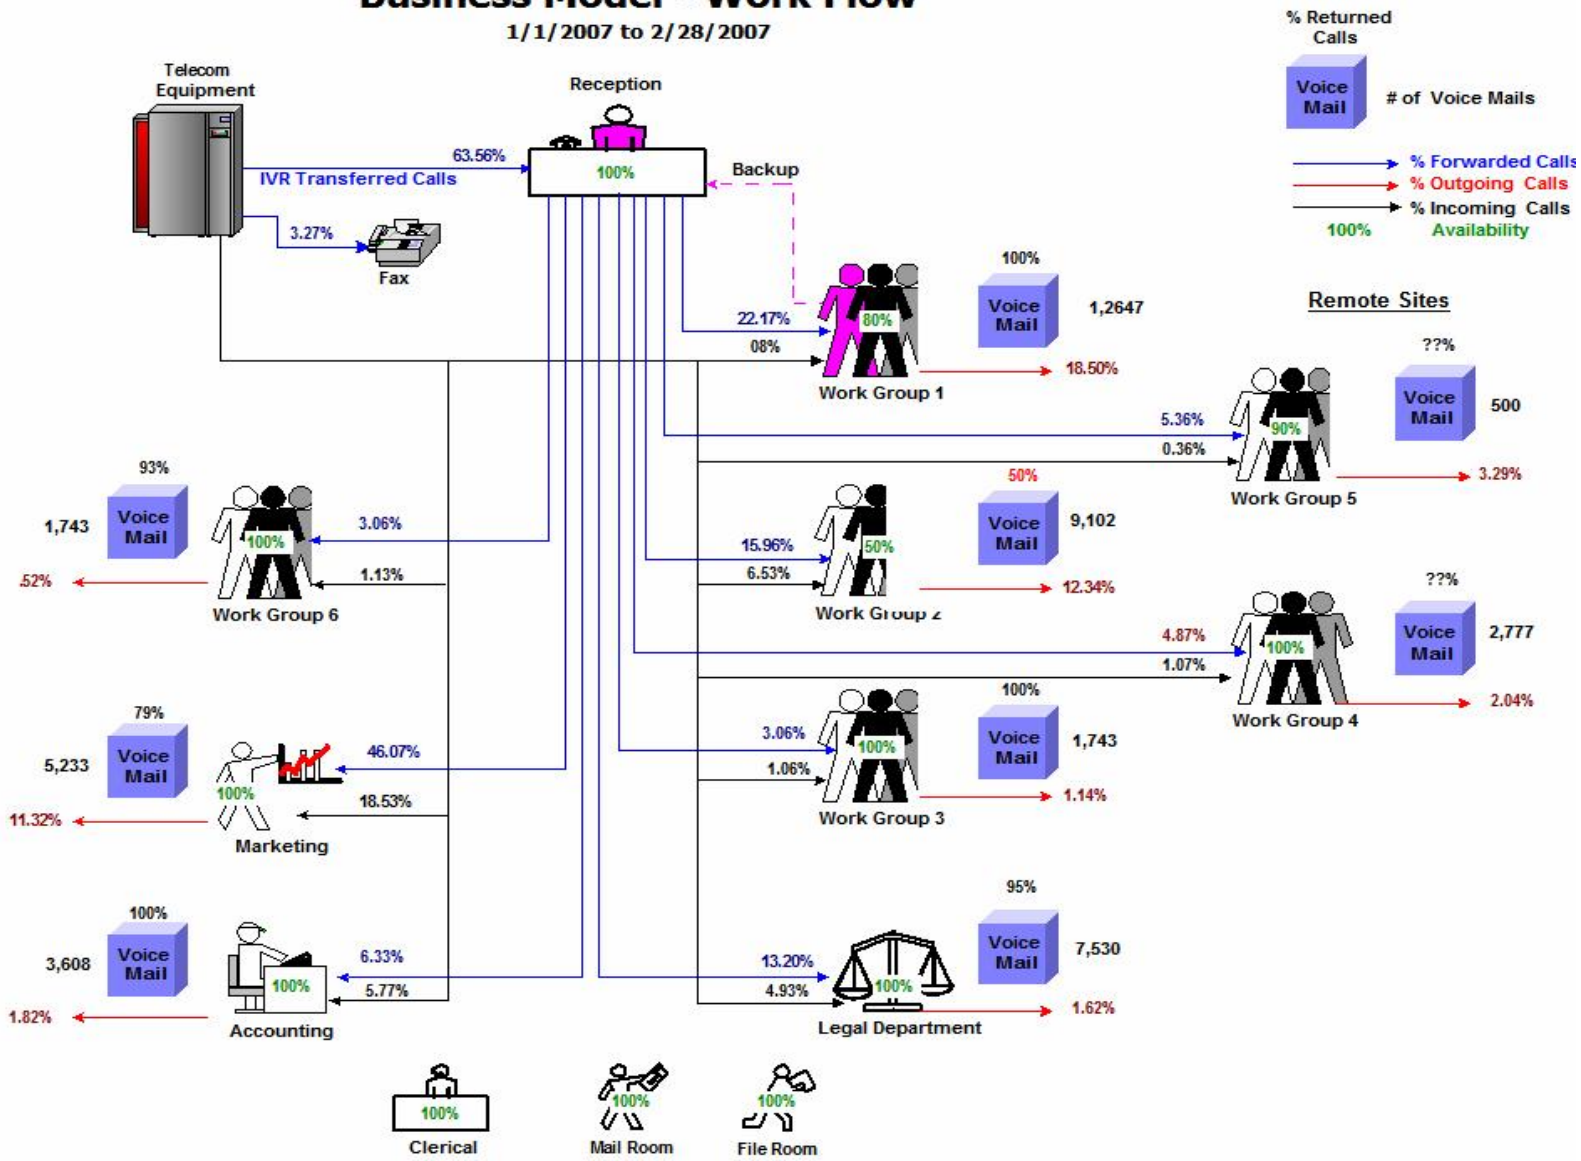 Business Model - Work Flow
1/1/2007 to 2/28/2007
% Returned
Calls
Voice
Mail
# of Voice Mails
% Forwarded Calls
% Outgoing Calls
% Incoming Calls
100% Availability
Telecom
Equipment
Reception
63.56%
IVR Transferred Calls
100%
Backup
3.27%
Fax
100%
22.17%
80%
Voice
Mail
1,2647
08%
18.50%
Work Group 1
Remote Sites
??%
5.36%
90%
Voice
Mail
500
0.36%
3.29%
Work Group 5
93%
1,743
Voice
Mail
100%
3.06%
.52%
1.13%
Work Group 6
50%
15.96%
50%
Voice
Mail
9,102
6.53%
12.34%
Work Group 2
??%
4.87%
100%
Voice
Mail
2,777
1.07%
2.04%
Work Group 4
79%
5,233
Voice
Mail
100%
46.07%
11.32%
18.53%
Marketing
100%
3.06%
100%
Voice
Mail
1,743
1.06%
1.14%
Work Group 3
100%
3,608
Voice
Mail
100%
6.33%
1.82%
5.77%
Accounting
95%
13.20%
100%
Voice
Mail
7,530
4.93%
1.62%
Legal Department
100%
Clerical
100%
Mail Room
100%
File Room